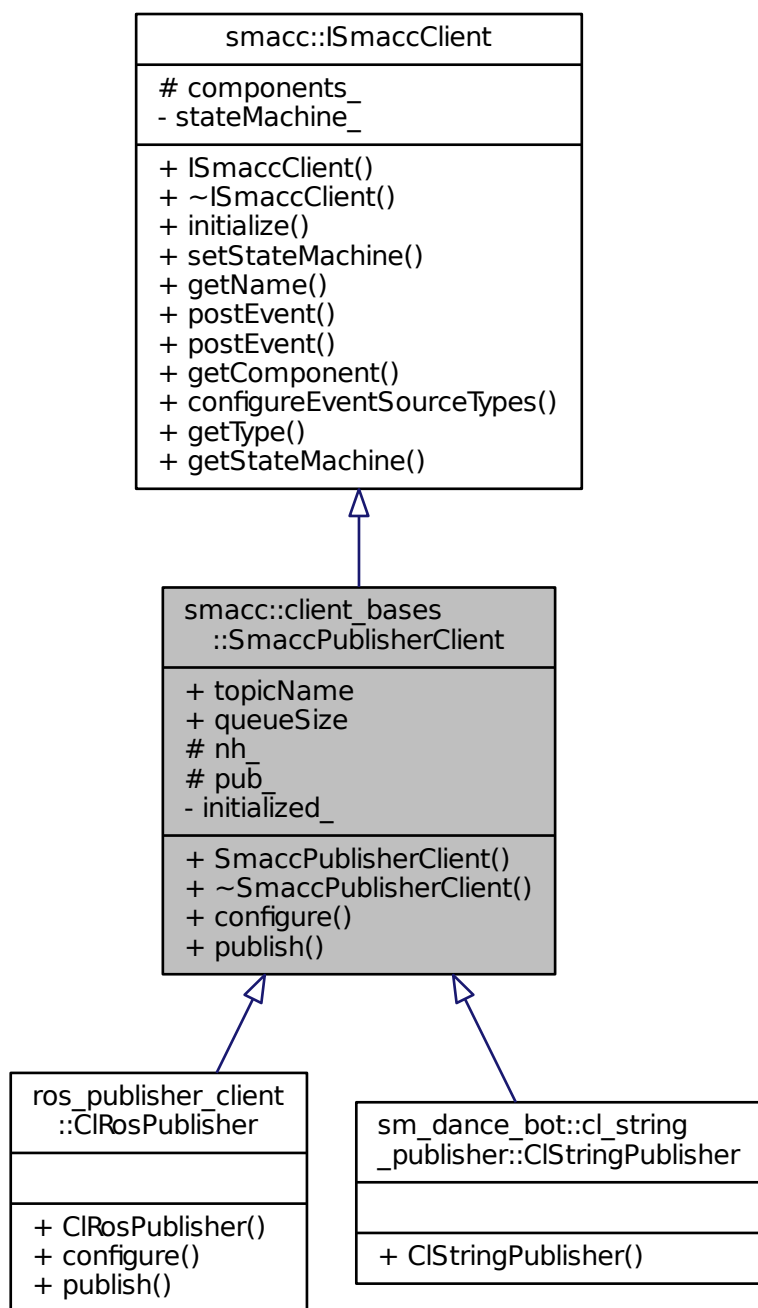 smacc::ISmaccClient
# components_
- stateMachine_
+ ISmaccClient()
+ ~ISmaccClient()
+ initialize()
+ setStateMachine()
+ getName()
+ postEvent()
+ postEvent()
+ getComponent()
+ configureEventSourceTypes()
+ getType()
+ getStateMachine()
smacc::client_bases
::SmaccPublisherClient
+ topicName
+ queueSize
# nh_
# pub_
- initialized_
+ SmaccPublisherClient()
+ ~SmaccPublisherClient()
+ configure()
+ publish()
ros_publisher_client
::ClRosPublisher
+ ClRosPublisher()
+ configure()
+ publish()
sm_dance_bot::cl_string
_publisher::ClStringPublisher
+ ClStringPublisher()